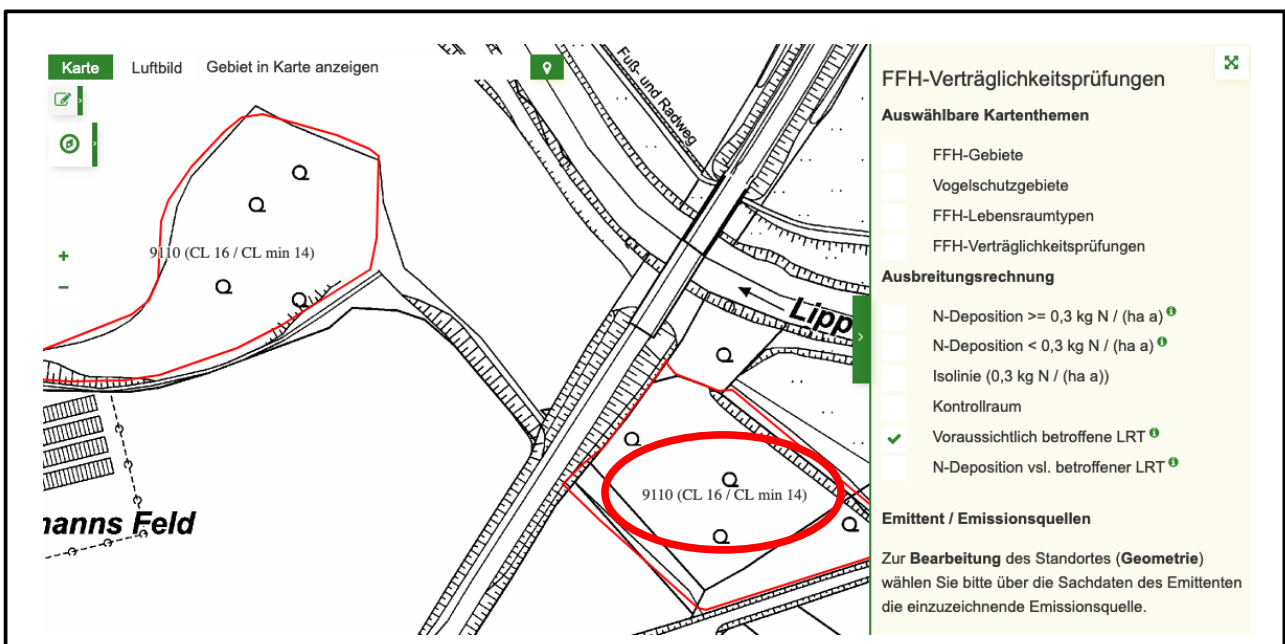 Karte
Luftbild
Gebiet in Karte anzeigen
Fuß- und Radweg
9110 (CL 16 / CL min 14)
+
−
Lipp
9110 (CL 16 / CL min 14)
nanns Feld
FFH-Verträglichkeitsprüfungen
Auswählbare Kartenthemen
FFH-Gebiete
Vogelschutzgebiete
FFH-Lebensraumtypen
FFH-Verträglichkeitsprüfungen
Ausbreitungsrechnung
N-Deposition >= 0,3 kg N / (ha a)
N-Deposition < 0,3 kg N / (ha a)
Isolinie (0,3 kg N / (ha a))
Kontrollraum
Voraussichtlich betroffene LRT
N-Deposition vsl. betroffener LRT
Emittent / Emissionsquellen
Zur Bearbeitung des Standortes (Geometrie)
wählen Sie bitte über die Sachdaten des Emittenten
die einzuzeichnende Emissionsquelle.